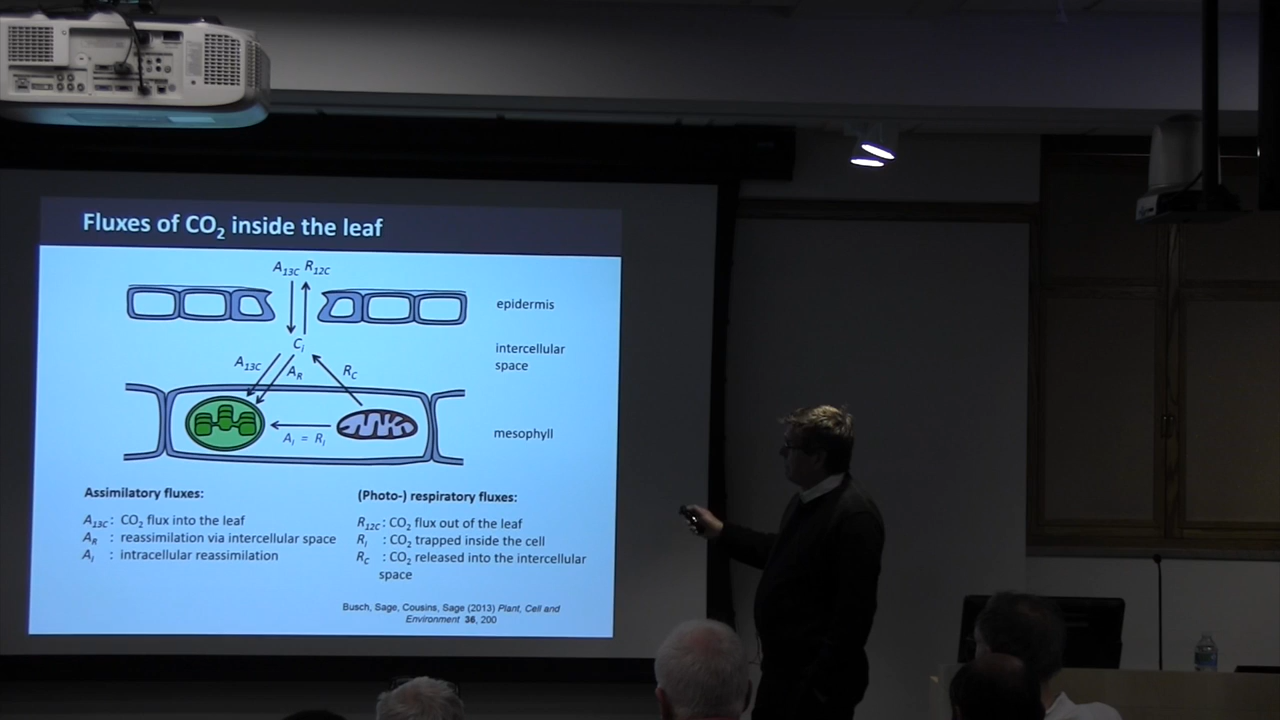 Fluxes of CO2 inside the leaf
A13C R12C
epidermis
Ci
intercellular
space
A13C
AR
RC
Ai = Ri
mesophyll
Assimilatory fluxes:
A13C : CO2 flux into the leaf
AR : reassimilation via intercellular space
Ai : intracellular reassimilation
(Photo-) respiratory fluxes:
R12C : CO2 flux out of the leaf
Ri : CO2 trapped inside the cell
RC : CO2 released into the intercellular
space
Busch, Sage, Cousins, Sage (2013) Plant, Cell and
Environment 36, 200